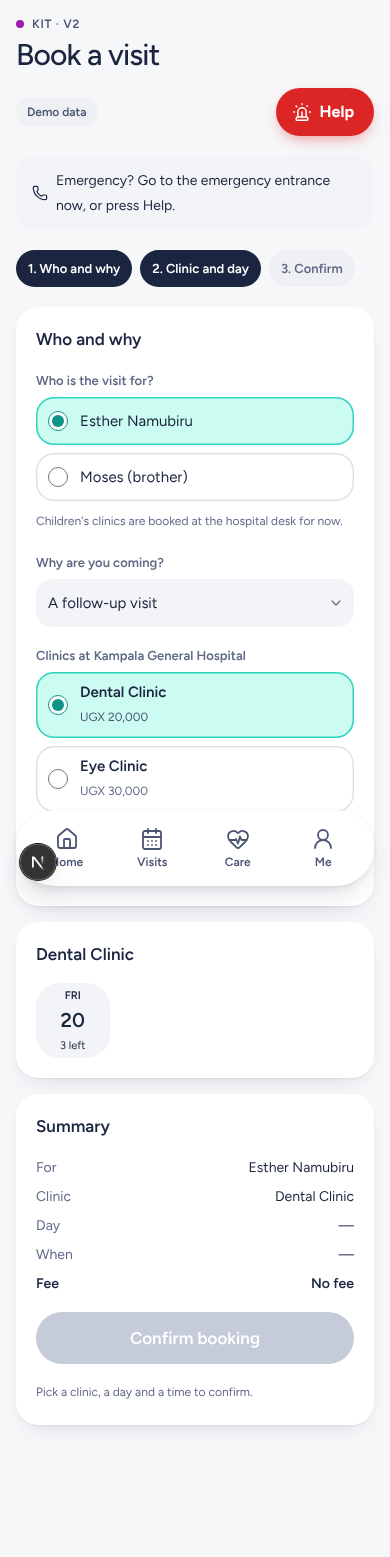 KIT · V2
Book a visit
Demo data
Help
Emergency? Go to the emergency entrance
now, or press Help.
1. Who and why
2. Clinic and day
3. Confirm
Who and why
Who is the visit for?
Esther Namubiru
Moses (brother)
Children's clinics are booked at the hospital desk for now.
Why are you coming?
A follow-up visit
Clinics at Kampala General Hospital
Dental Clinic
UGX 20,000
Eye Clinic
UGX 30,000
N
Visits
Care
Me
Dental Clinic
FRI
20
3 left
Summary
For
Esther Namubiru
Clinic
Dental Clinic
Day
—
When
—
Fee
No fee
Confirm booking
Pick a clinic, a day and a time to confirm.